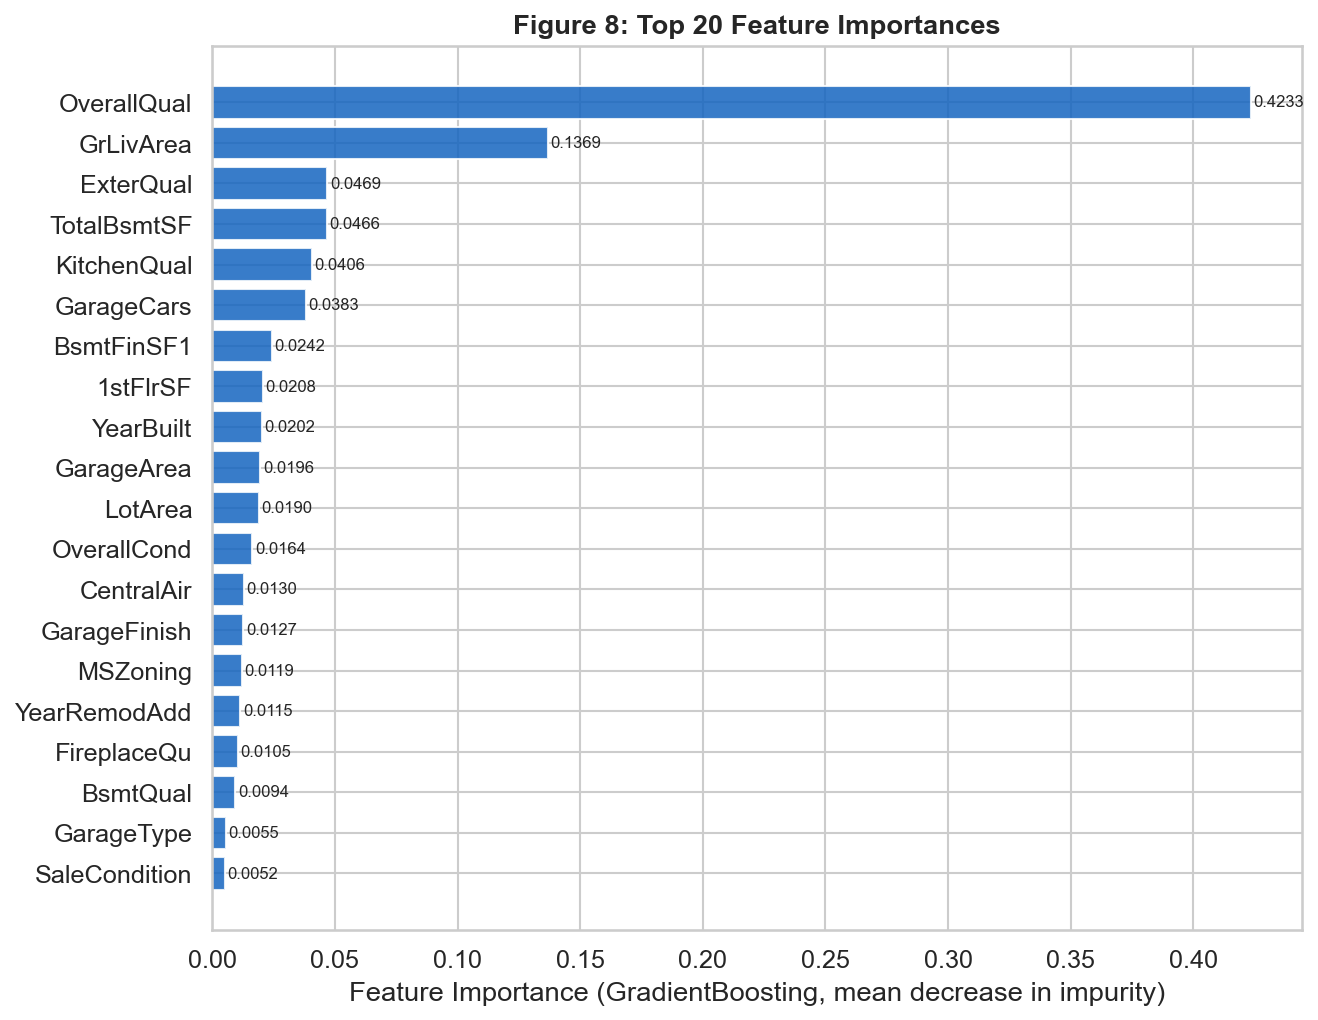 Figure 8: Top 20 Feature Importances
OverallQual 0.4233
GrLivArea 0.1369
ExterQual 0.0469
TotalBsmtSF 0.0466
KitchenQual 0.0406
GarageCars 0.0383
BsmtFinSF1 0.0242
1stFlrSF 0.0208
YearBuilt 0.0202
GarageArea 0.0196
LotArea 0.0190
OverallCond 0.0164
CentralAir 0.0130
GarageFinish 0.0127
MSZoning 0.0119
YearRemodAdd 0.0115
FireplaceQu 0.0105
BsmtQual 0.0094
GarageType 0.0055
SaleCondition 0.0052
0.00 0.05 0.10 0.15 0.20 0.25 0.30 0.35 0.40
Feature Importance (GradientBoosting, mean decrease in impurity)